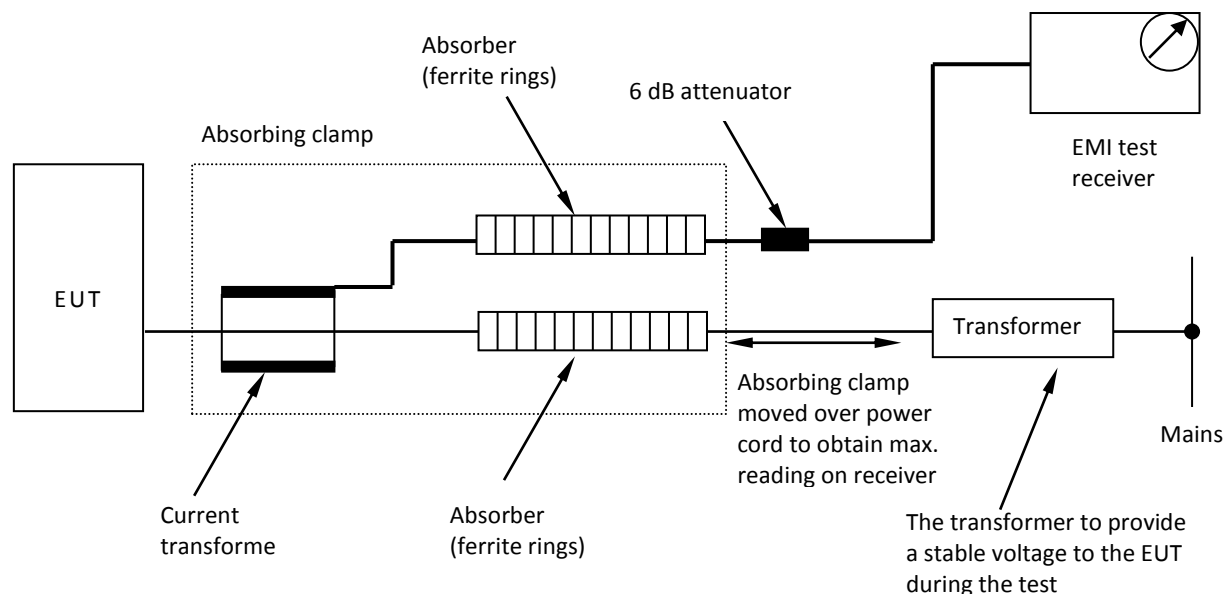 Absorber
(ferrite rings)
6 dB attenuator
Absorbing clamp
EMI test
receiver
EUT
Transformer
Absorbing clamp
moved over power
cord to obtain max.
reading on receiver
Mains
Current
transforme
Absorber
(ferrite rings)
The transformer to provide
a stable voltage to the EUT
during the test